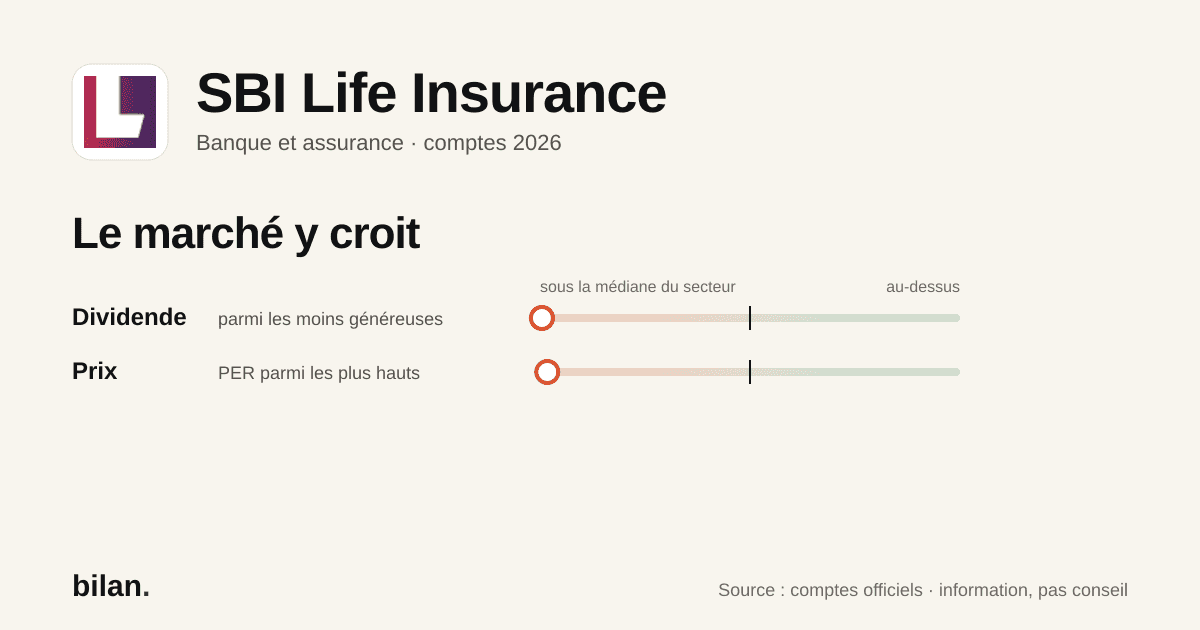 SBI Life Insurance
Banque et assurance · comptes 2026
Le marché y croit
sous la médiane du secteur au-dessus
Dividende parmi les moins généreuses
Prix PER parmi les plus hauts
bilan. Source : comptes officiels · information, pas conseil